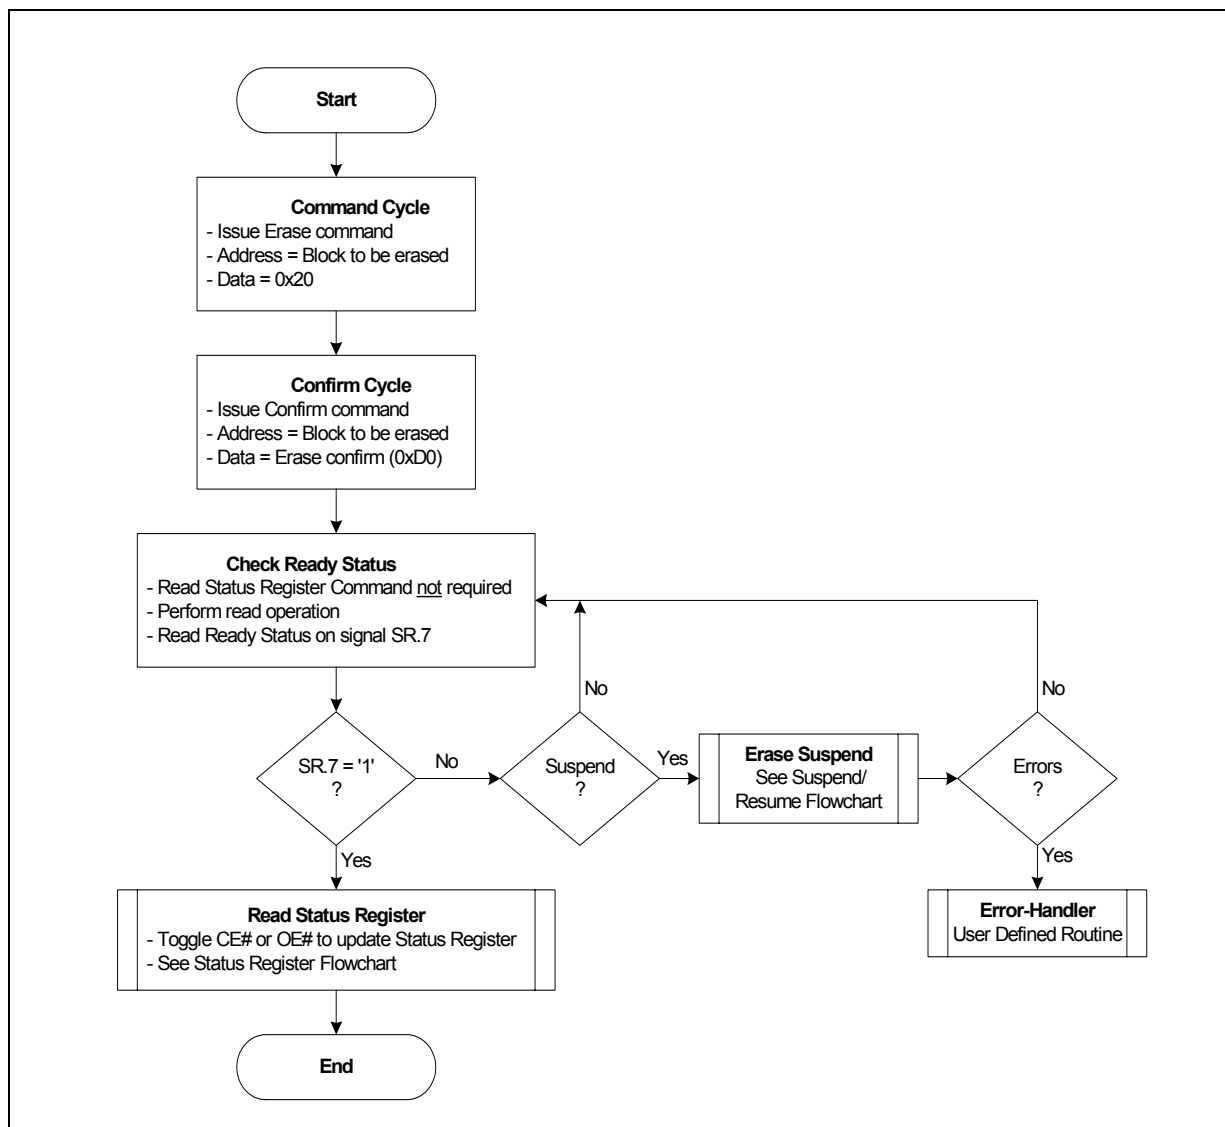 Start
Command Cycle
- Issue Erase command
- Address = Block to be erased
- Data = 0x20
Confirm Cycle
- Issue Confirm command
- Address = Block to be erased
- Data = Erase confirm (0xD0)
Check Ready Status
- Read Status Register Command not required
- Perform read operation
- Read Ready Status on signal SR.7
No
No
SR.7 = '1'
?
No
Suspend
?
Yes
Erase Suspend
See Suspend/
Resume Flowchart
Errors
?
Yes
Yes
Read Status Register
- Toggle CE# or OE# to update Status Register
- See Status Register Flowchart
Error-Handler
User Defined Routine
End